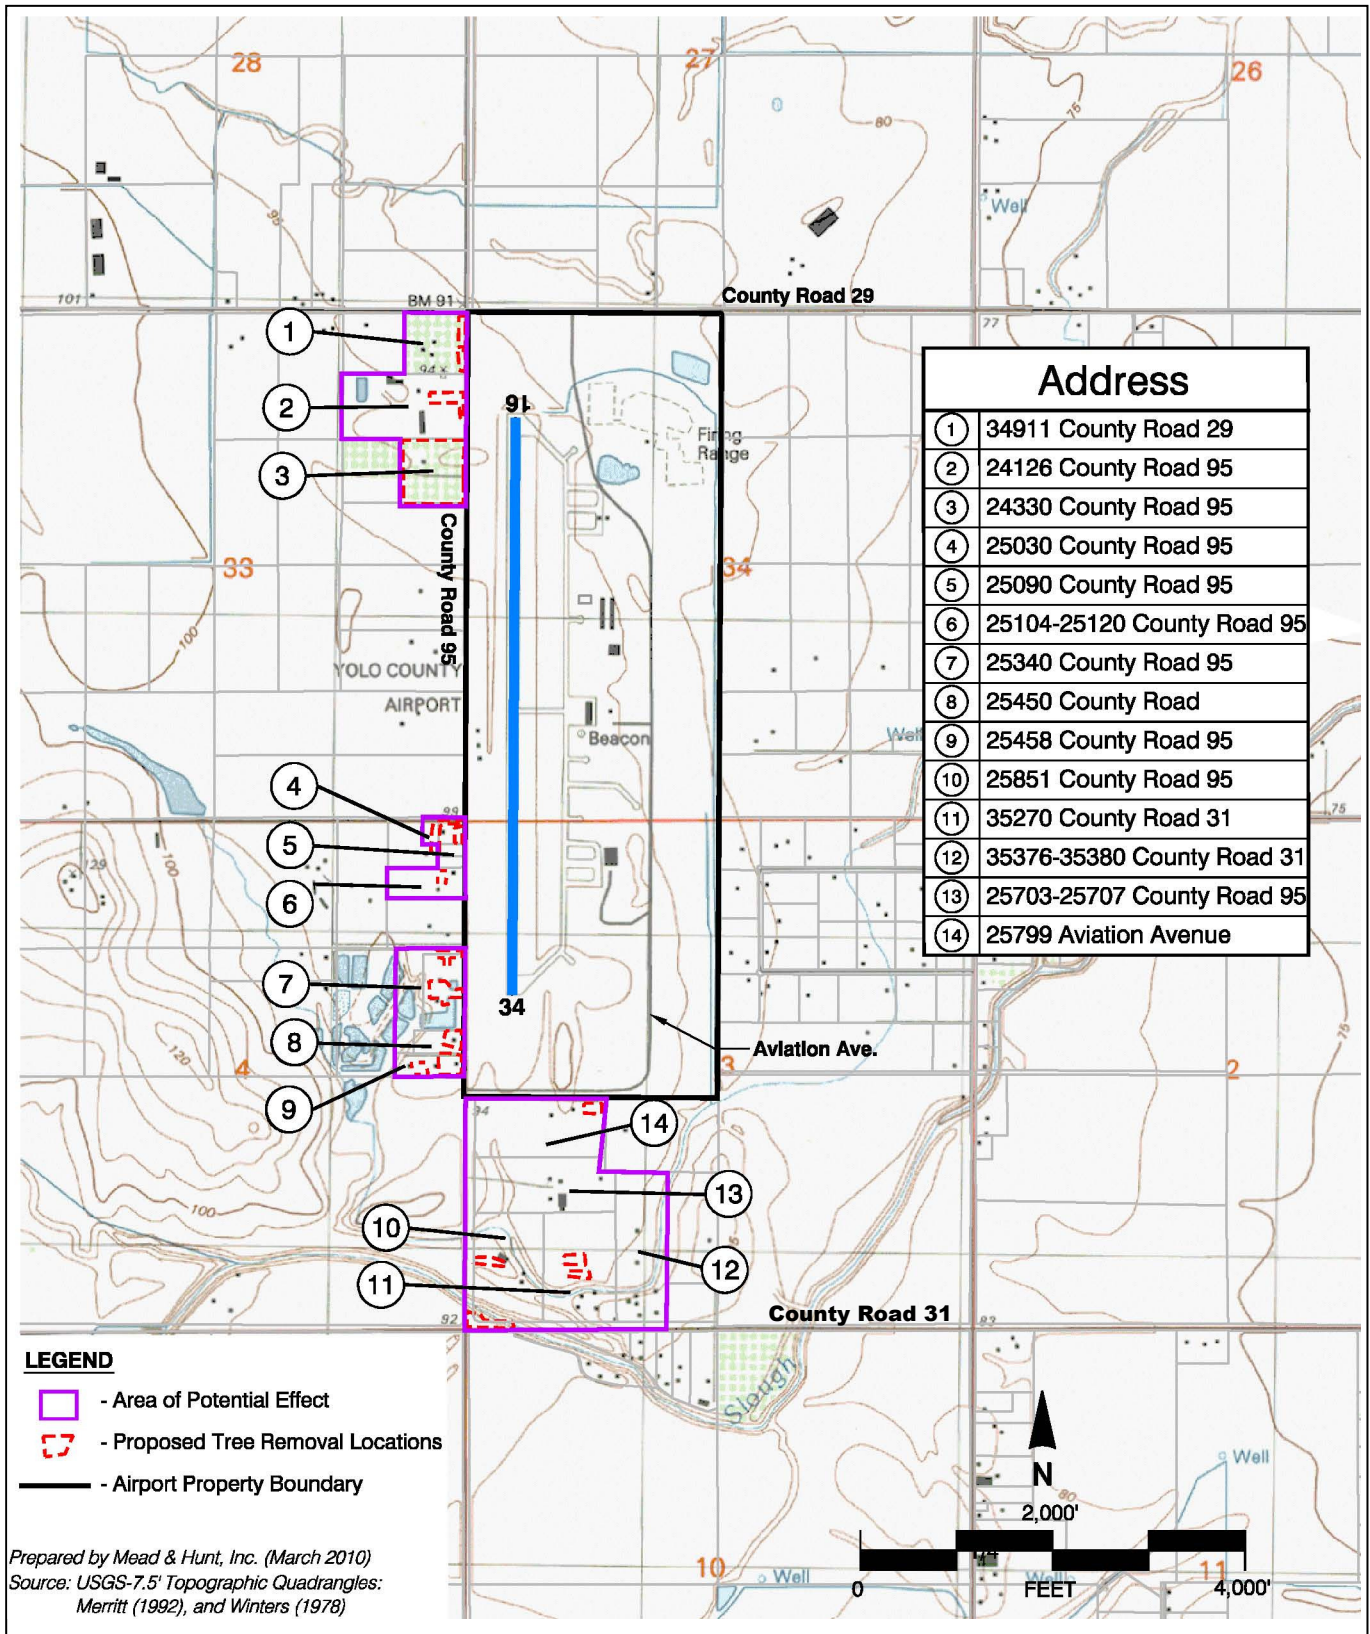 28
27
26
80
75
95
Well
101
BM 91
County Road 29
77
1
94
2
3
16
Firing
Range
Address
1 34911 County Road 29
2 24126 County Road 95
3 24330 County Road 95
4 25030 County Road 95
5 25090 County Road 95
6 25104-25120 County Road 95
7 25340 County Road 95
8 25450 County Road
9 25458 County Road 95
10 25851 County Road 95
11 35270 County Road 31
12 35376-35380 County Road 31
13 25703-25707 County Road 95
14 25799 Aviation Avenue
County Road 95
33
34
100
YOLO COUNTY
AIRPORT
Beacon
Well
4
75
5
100
129
6
7
34
8
Aviation Ave.
75
120
4
3
2
9
94
14
13
100
10
12
11
92
County Road 31
83
Slough
LEGEND
- Area of Potential Effect
- Proposed Tree Removal Locations
- Airport Property Boundary
N
Well
80
2,000'
10
Well
11
0
FEET
4,000'
Prepared by Mead & Hunt, Inc. (March 2010)
Source: USGS-7.5' Topographic Quadrangles:
Merritt (1992), and Winters (1978)